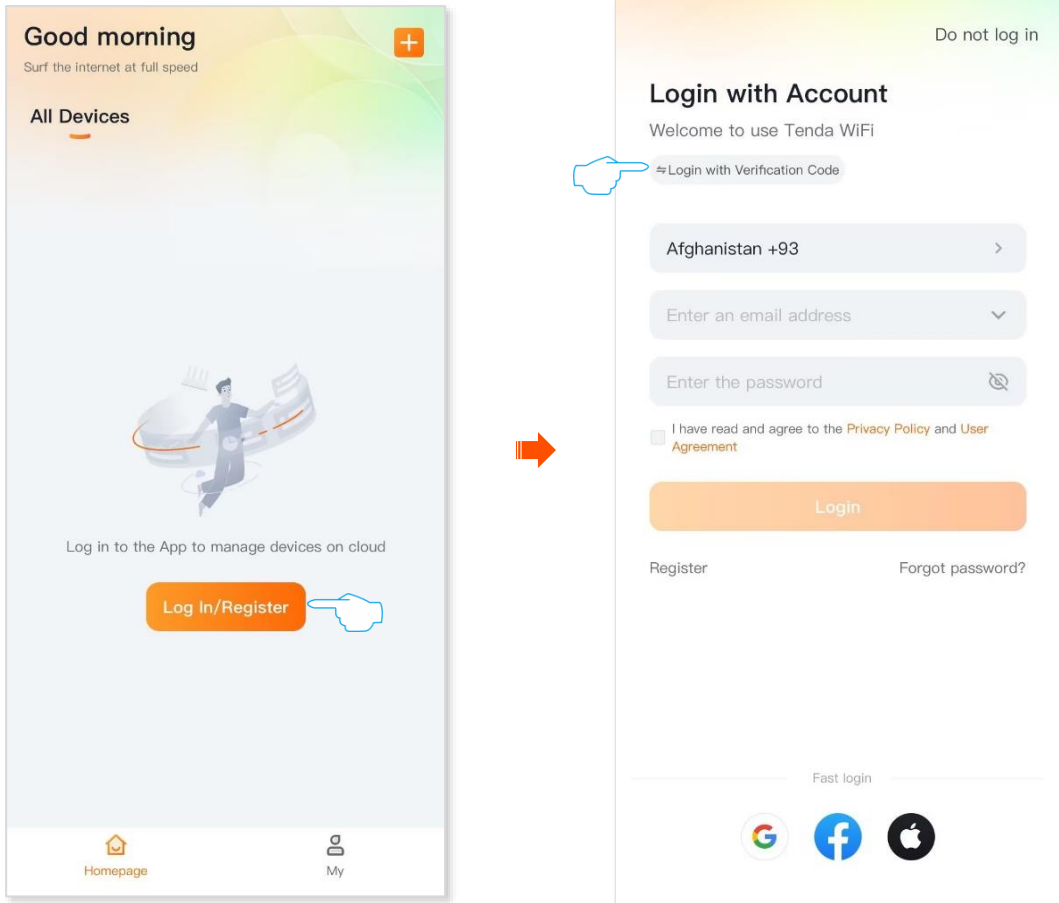 Good morning
Surf the internet at full speed
All Devices
Log in to the App to manage devices on cloud
Log In/Register
Homepage
My
Do not log in
Login with Account
Welcome to use Tenda WiFi
⇋Login with Verification Code
Afghanistan +93
Enter an email address
Enter the password
I have read and agree to the Privacy Policy and User
Agreement
Login
Register
Forgot password?
Fast login